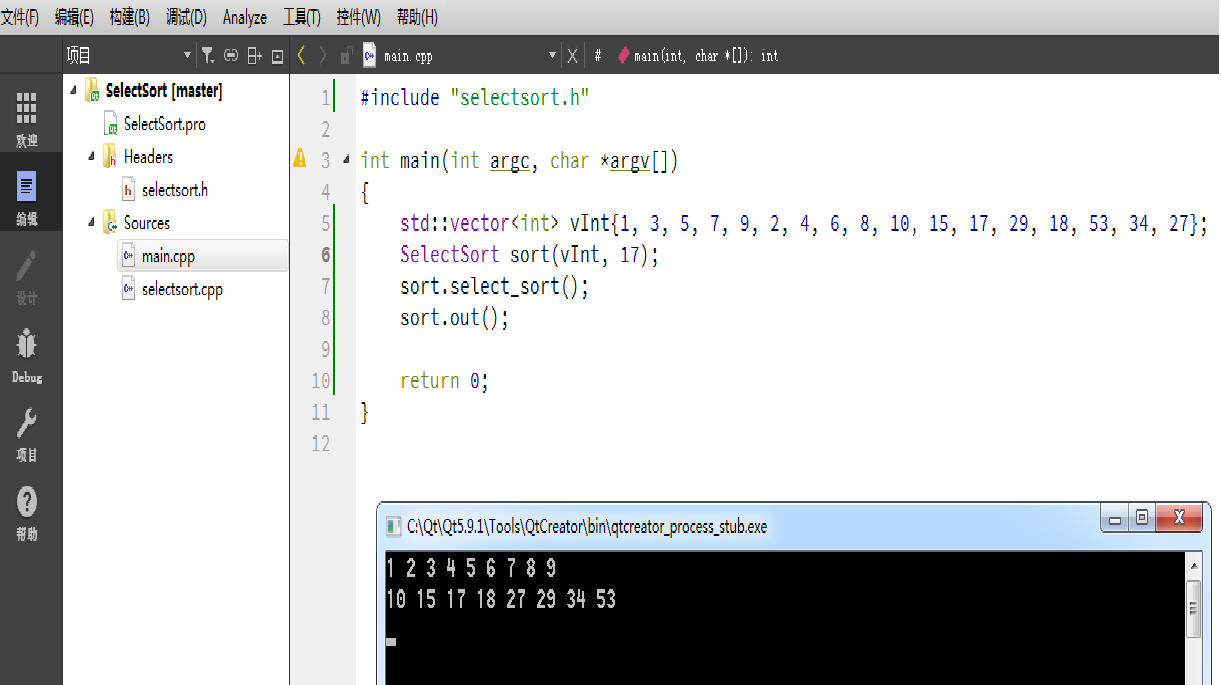 文件(F) 编辑(E) 构建(B) 调试(D) Analyze 工具(T) 控件(W) 帮助(H)
项目 main.cpp # main(int, char *[]): int
欢迎
编辑
设计
Debug
项目
帮助
SelectSort [master]
SelectSort.pro
Headers
selectsort.h
Sources
main.cpp
selectsort.cpp
1 #include "selectsort.h"
2
3 int main(int argc, char *argv[])
4 {
5 std::vector<int> vInt{1, 3, 5, 7, 9, 2, 4, 6, 8, 10, 15, 17, 29, 18, 53, 34, 27};
6 SelectSort sort(vInt, 17);
7 sort.select_sort();
8 sort.out();
9
10 return 0;
11 }
12
C:\Qt\Qt5.9.1\Tools\QtCreator\bin\qtcreator_process_stub.exe
1 2 3 4 5 6 7 8 9
10 15 17 18 27 29 34 53